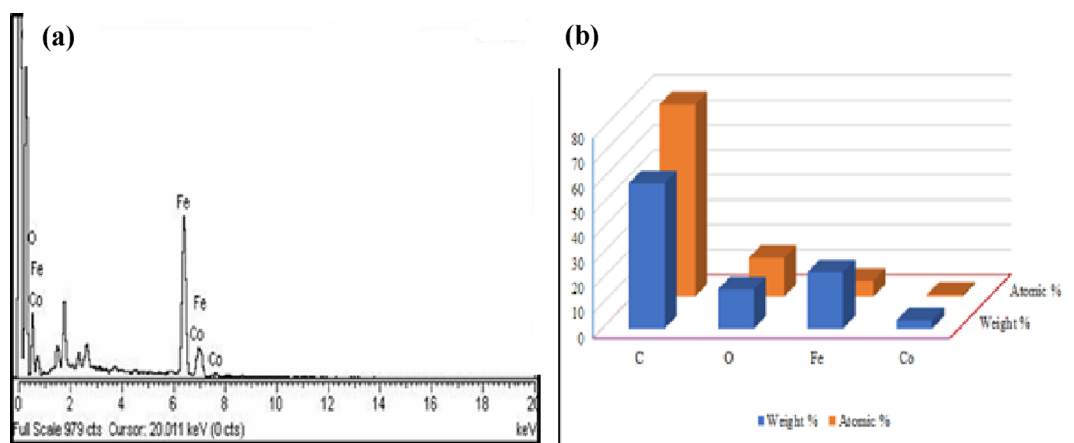 (a)
Fe
O
Fe
Co
Fe
Co
Co
0 2 4 6 8 10 12 14 16 18 20
Full Scale 979 cts Cursor: 20.011 keV (0 cts) keV
(b)
80
70
60
50
40
30
20
10
0
C O Fe Co
Atomic %
Weight %
Weight % Atomic %